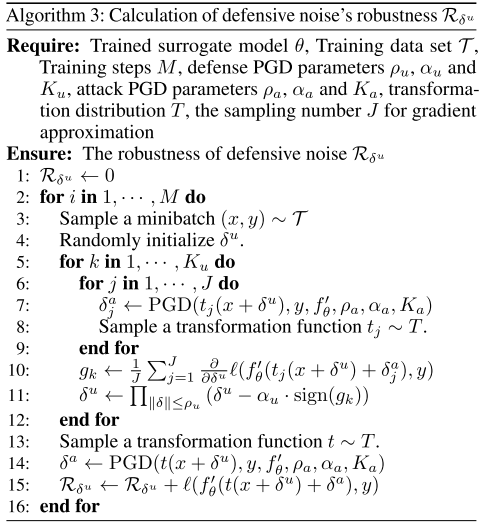 Algorithm 3: Calculation of defensive noise's robustness $\mathcal{R}_{\delta^u}$
Require: Trained surrogate model $\theta$, Training data set $\mathcal{T}$,
Training steps $M$, defense PGD parameters $\rho_u$, $\alpha_u$ and
$K_u$, attack PGD parameters $\rho_a$, $\alpha_a$ and $K_a$, transforma-
tion distribution $T$, the sampling number $J$ for gradient
approximation
Ensure: The robustness of defensive noise $\mathcal{R}_{\delta^u}$
1: $\mathcal{R}_{\delta^u} \leftarrow 0$
2: for $i$ in $1, \cdots, M$ do
3: Sample a minibatch $(x, y) \sim \mathcal{T}$
4: Randomly initialize $\delta^u$.
5: for $k$ in $1, \cdots, K_u$ do
6: for $j$ in $1, \cdots, J$ do
7: $\delta_j^a \leftarrow \text{PGD}(t_j(x + \delta^u), y, f'_\theta, \rho_a, \alpha_a, K_a)$
8: Sample a transformation function $t_j \sim T$.
9: end for
10: $g_k \leftarrow \frac{1}{J} \sum_{j=1}^{J} \frac{\partial}{\partial \delta^u} \ell(f'_\theta(t_j(x + \delta^u) + \delta_j^a), y)$
11: $\delta^u \leftarrow \prod_{\|\delta\| \leq \rho_u} (\delta^u - \alpha_u \cdot \text{sign}(g_k))$
12: end for
13: Sample a transformation function $t \sim T$.
14: $\delta^a \leftarrow \text{PGD}(t(x + \delta^u), y, f'_\theta, \rho_a, \alpha_a, K_a)$
15: $\mathcal{R}_{\delta^u} \leftarrow \mathcal{R}_{\delta^u} + \ell(f'_\theta(t(x + \delta^u) + \delta^a), y)$
16: end for